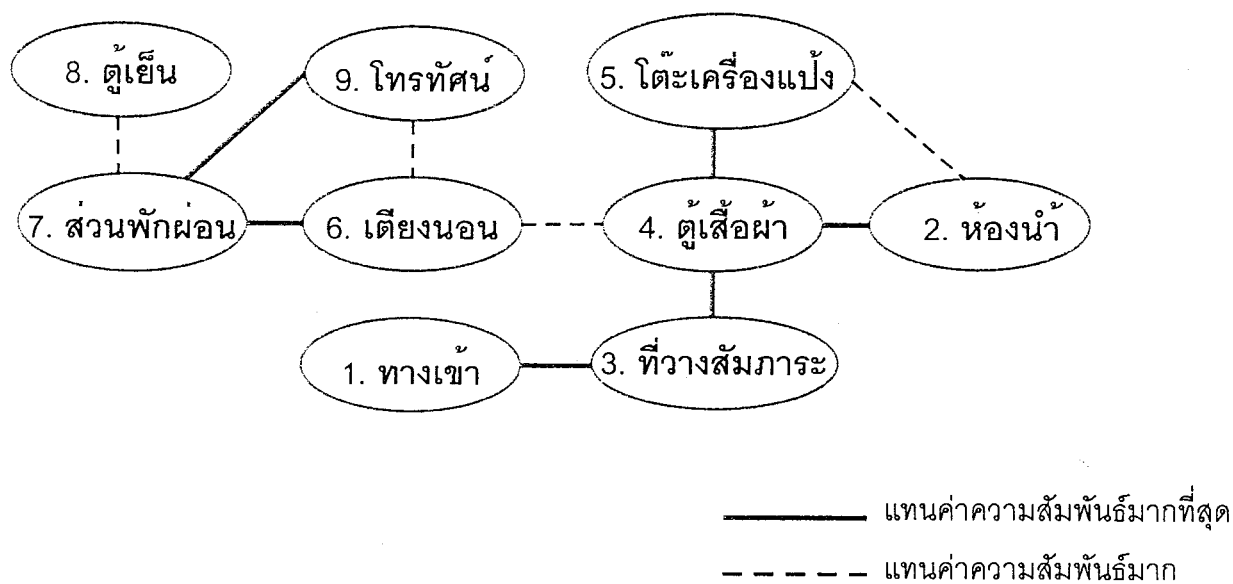 8. ตู้เย็น
9. โทรทัศน์
5. โต๊ะเครื่องแป้ง
7. ส่วนพักผ่อน
6. เตียงนอน
4. ตู้เสื้อผ้า
2. ห้องน้ำ
1. ทางเข้า
3. ที่วางสัมภาระ
แทนค่าความสัมพันธ์มากที่สุด
แทนค่าความสัมพันธ์มาก